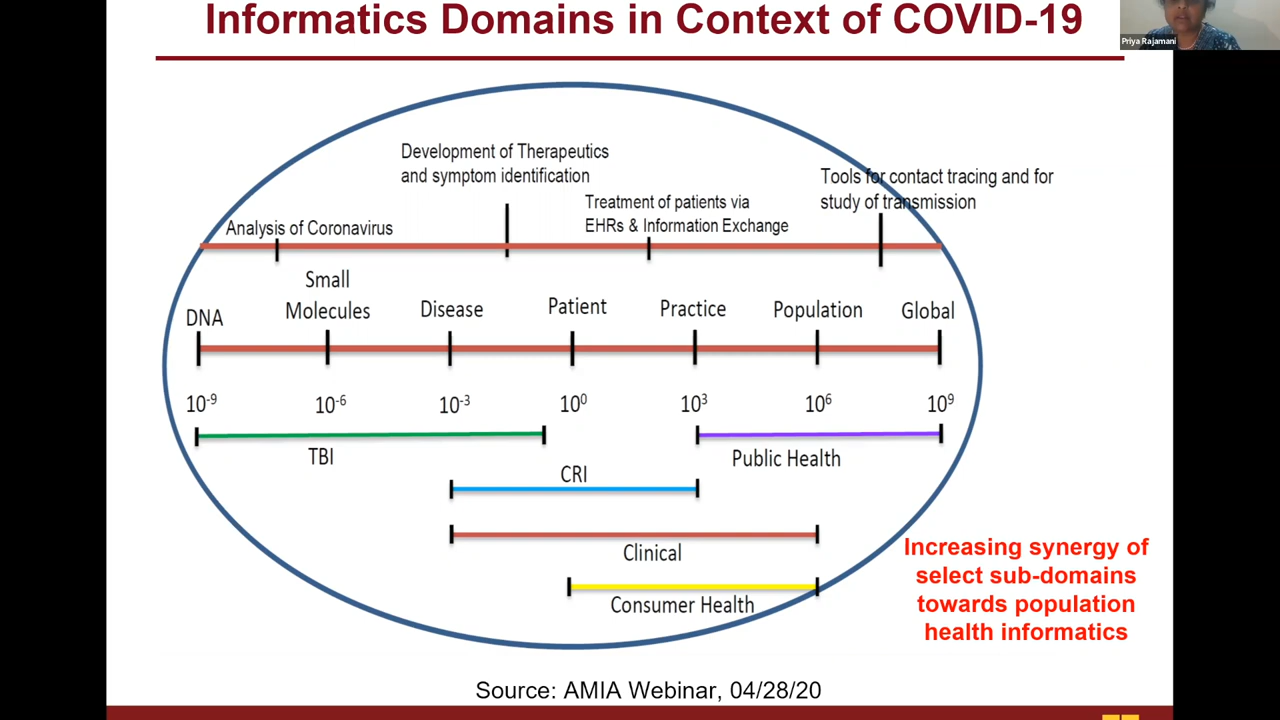 Informatics Domains in Context of COVID-19
Priya Rajamani
Development of Therapeutics
and symptom identification
Tools for contact tracing and for
study of transmission
Treatment of patients via
EHRs & Information Exchange
Analysis of Coronavirus
Small
Molecules
DNA
Disease
Patient
Practice
Population
Global
10⁻⁹
10⁻⁶
10⁻³
10⁰
10³
10⁶
10⁹
TBI
Public Health
CRI
Clinical
Consumer Health
Increasing synergy of
select sub-domains
towards population
health informatics
Source: AMIA Webinar, 04/28/20